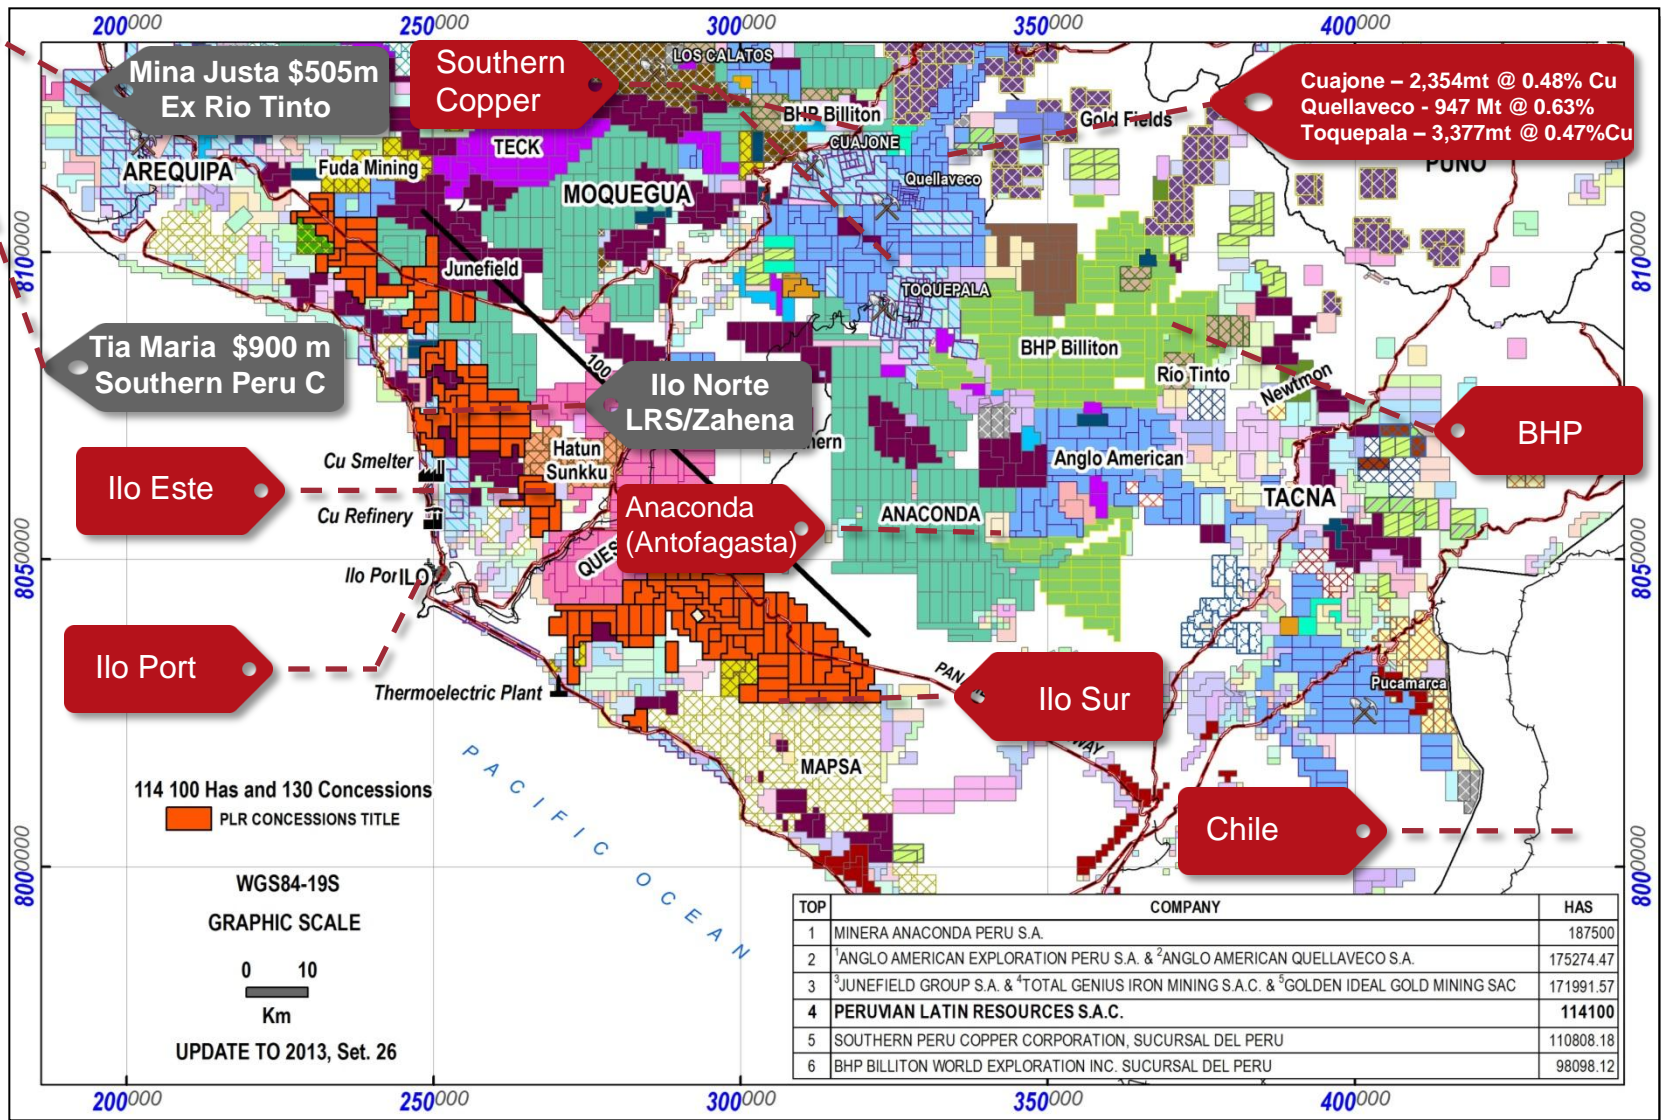 200000 250000 300000 350000 400000
Mina Justa $505m
Ex Rio Tinto
Southern
Copper
LOS CALATOS
BHP Billiton
CUAJONE
Gold Fields
Cuajone – 2,354mt @ 0.48% Cu
Quellaveco - 947 Mt @ 0.63%
Toquepala – 3,377mt @ 0.47%Cu
PUNO
AREQUIPA
Fuda Mining
TECK
MOQUEGUA
Quellaveco
8100000
8100000
Junefield
TOQUEPALA
Tia Maria $900 m
Southern Peru C
100
BHP Billiton
Rio Tinto
Newtmon
Ilo Norte
LRS/Zahena
hern
BHP
Hatun
Sunkku
Cu Smelter
Anglo American
Ilo Este
Cu Refinery
TACNA
Anaconda
(Antofagasta)
ANACONDA
QUES
8050000
8050000
Ilo Por
ILO
Ilo Port
Thermoelectric Plant
PAN
WAY
Ilo Sur
Pucamarca
MAPSA
PACIFIC OCEAN
114 100 Has and 130 Concessions
PLR CONCESSIONS TITLE
Chile
8000000
8000000
WGS84-19S
GRAPHIC SCALE
0 10
Km
UPDATE TO 2013, Set. 26
TOP COMPANY HAS
1 MINERA ANACONDA PERU S.A. 187500
2 ¹ANGLO AMERICAN EXPLORATION PERU S.A. & ²ANGLO AMERICAN QUELLAVECO S.A. 175274.47
3 ³JUNEFIELD GROUP S.A. & ⁴TOTAL GENIUS IRON MINING S.A.C. & ⁵GOLDEN IDEAL GOLD MINING SAC 171991.57
4 PERUVIAN LATIN RESOURCES S.A.C. 114100
5 SOUTHERN PERU COPPER CORPORATION, SUCURSAL DEL PERU 110808.18
6 BHP BILLITON WORLD EXPLORATION INC. SUCURSAL DEL PERU 98098.12
200000 250000 300000 350000 400000